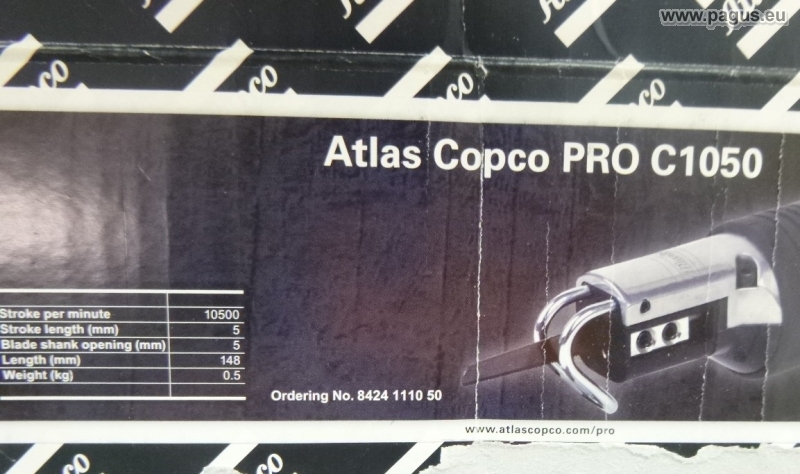 www.pagus.eu
Atlas Copco PRO C1050
Stroke per minute 10500
Stroke length (mm) 5
Blade shank opening (mm) 5
Length (mm) 148
Weight (kg) 0.5
Ordering No. 8424 1110 50
www.atlascopco.com/pro